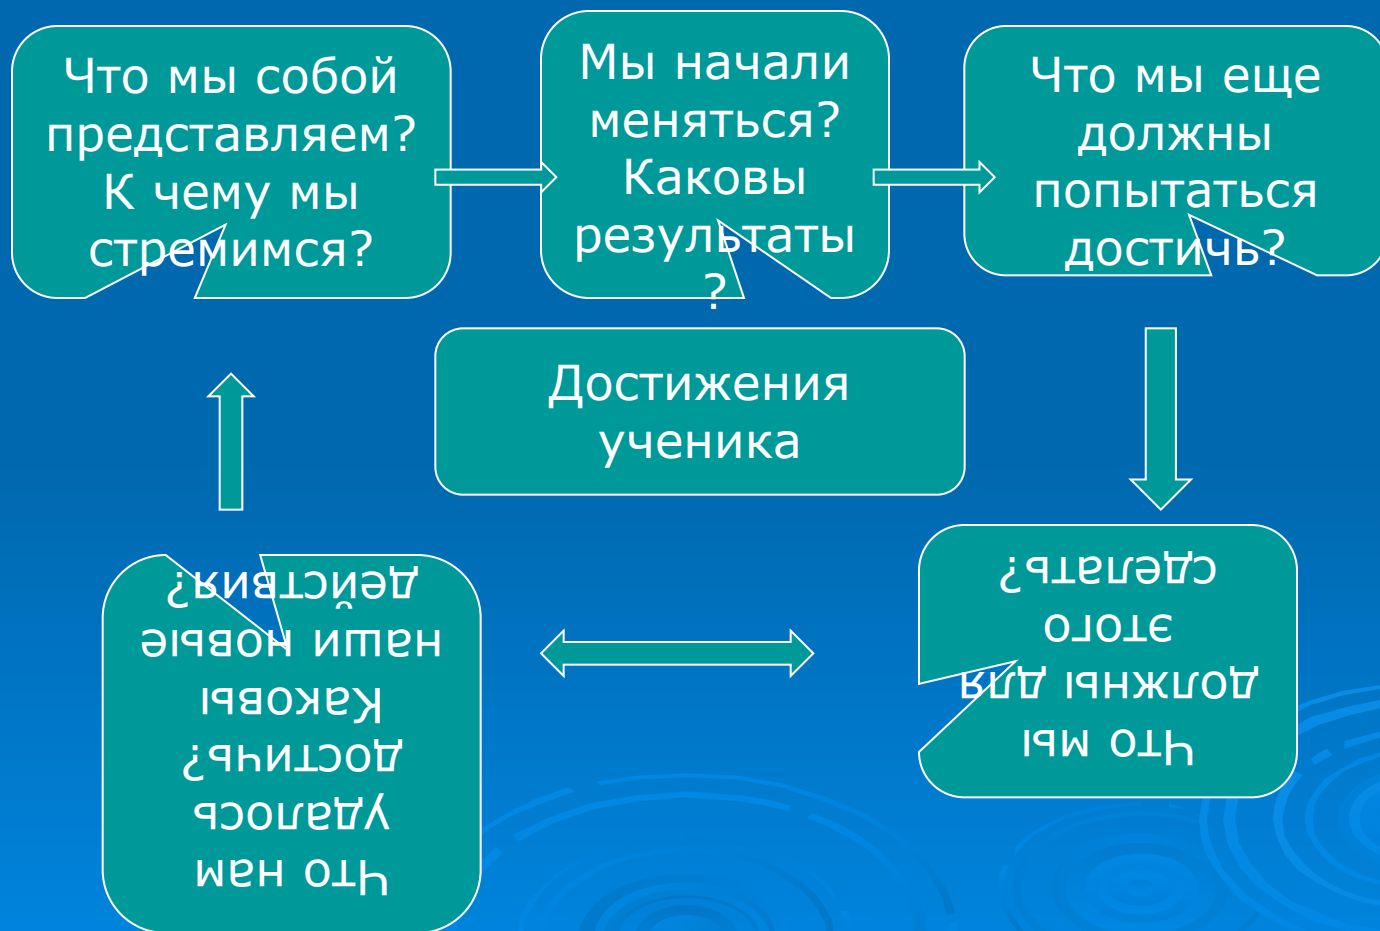 Что мы собой
представляем?
К чему мы
стремимся?
Мы начали
меняться?
Каковы
результаты
?
Что мы еще
должны
попытаться
достичь?
Достижения
ученика
Что мы
должны для
этого
сделать?
Что нам
удалось
достичь?
Каковы
наши новые
действия?